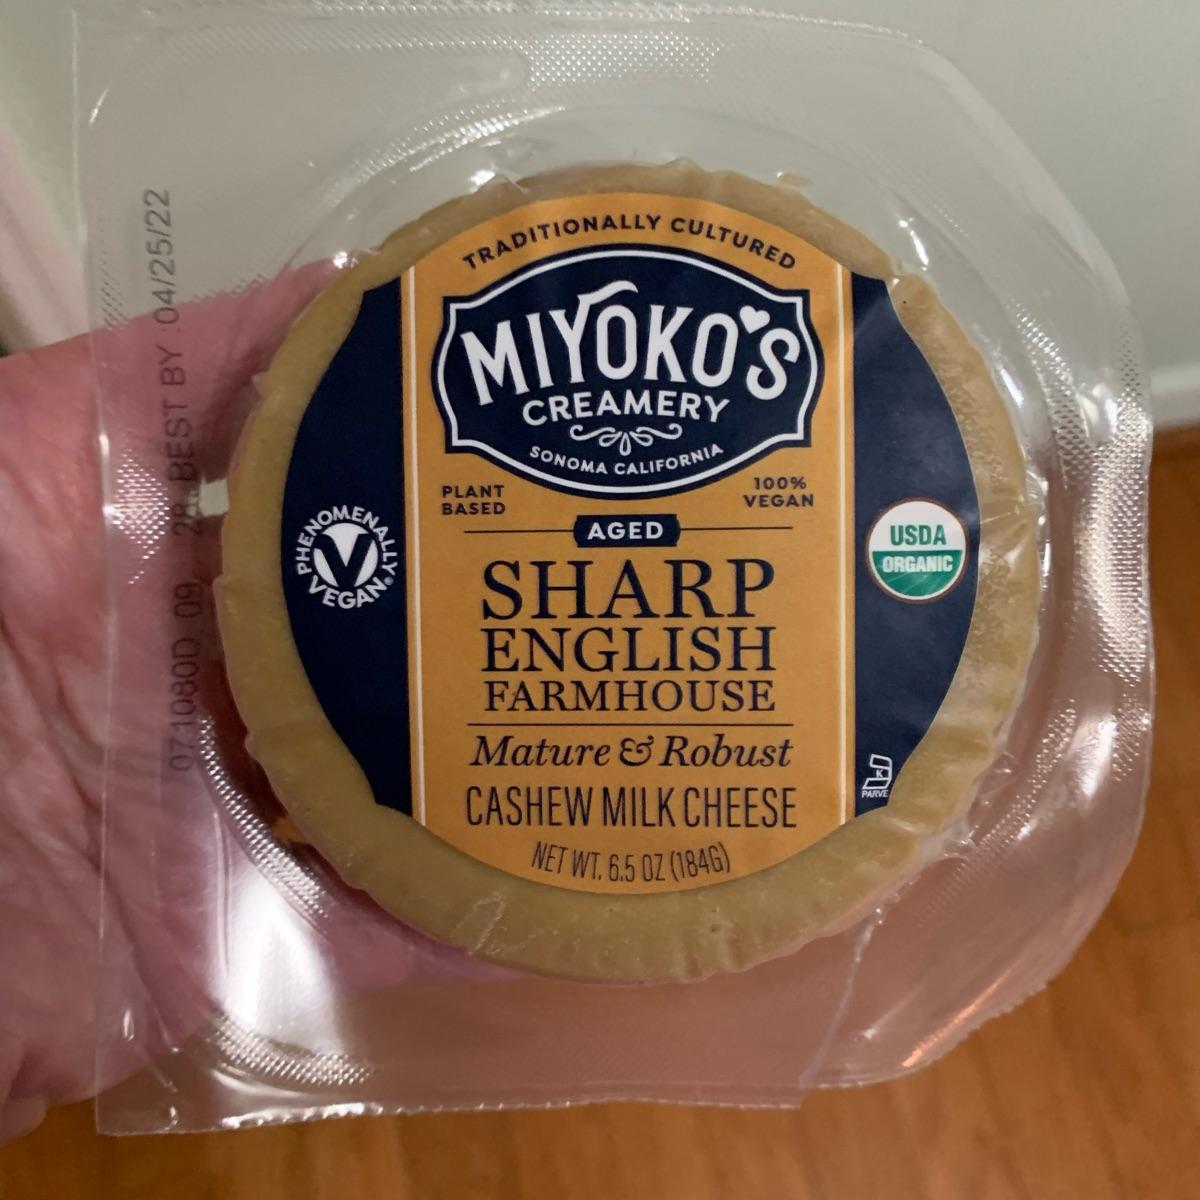 TRADITIONALLY CULTURED
MIYOKO'S
CREAMERY
SONOMA CALIFORNIA
PLANT
BASED
100%
VEGAN
AGED
SHARP
ENGLISH
FARMHOUSE
Mature & Robust
CASHEW MILK CHEESE
NET WT. 6.5 OZ (184G)
PHENOMENALLY
V
VEGAN®
USDA
ORGANIC
K
PARVE
BEST BY :04/25/22